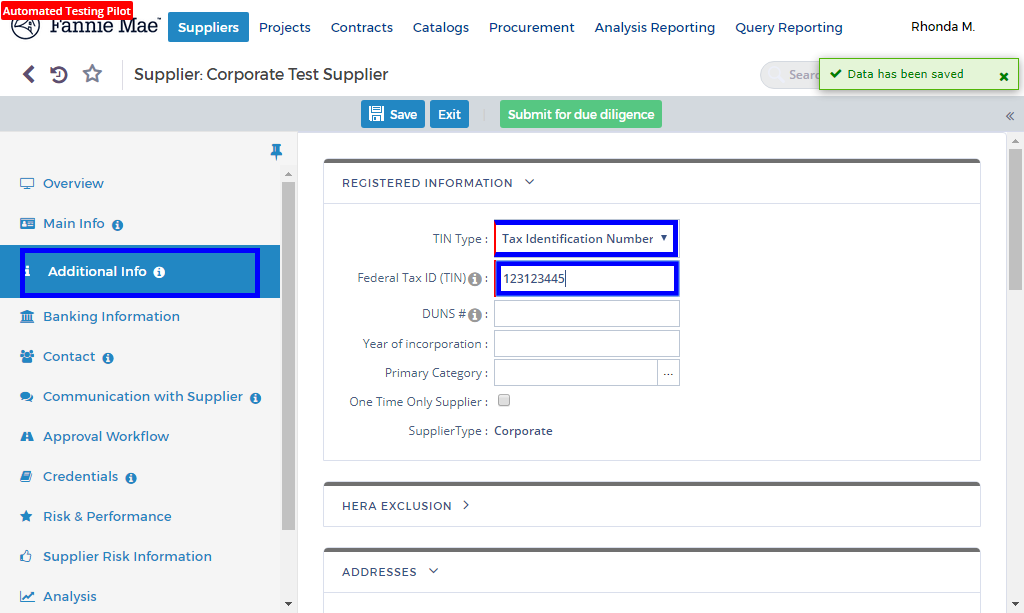 Automated Testing Pilot
Fannie Mae
Suppliers
Projects
Contracts
Catalogs
Procurement
Analysis Reporting
Query Reporting
Rhonda M.
Supplier: Corporate Test Supplier
Searc
Data has been saved
Save
Exit
Submit for due diligence
Overview
Main Info
Additional Info
Banking Information
Contact
Communication with Supplier
Approval Workflow
Credentials
Risk & Performance
Supplier Risk Information
Analysis
REGISTERED INFORMATION
TIN Type : Tax Identification Number
Federal Tax ID (TIN) : 123123445
DUNS # :
Year of incorporation :
Primary Category : ...
One Time Only Supplier :
SupplierType : Corporate
HERA EXCLUSION
ADDRESSES